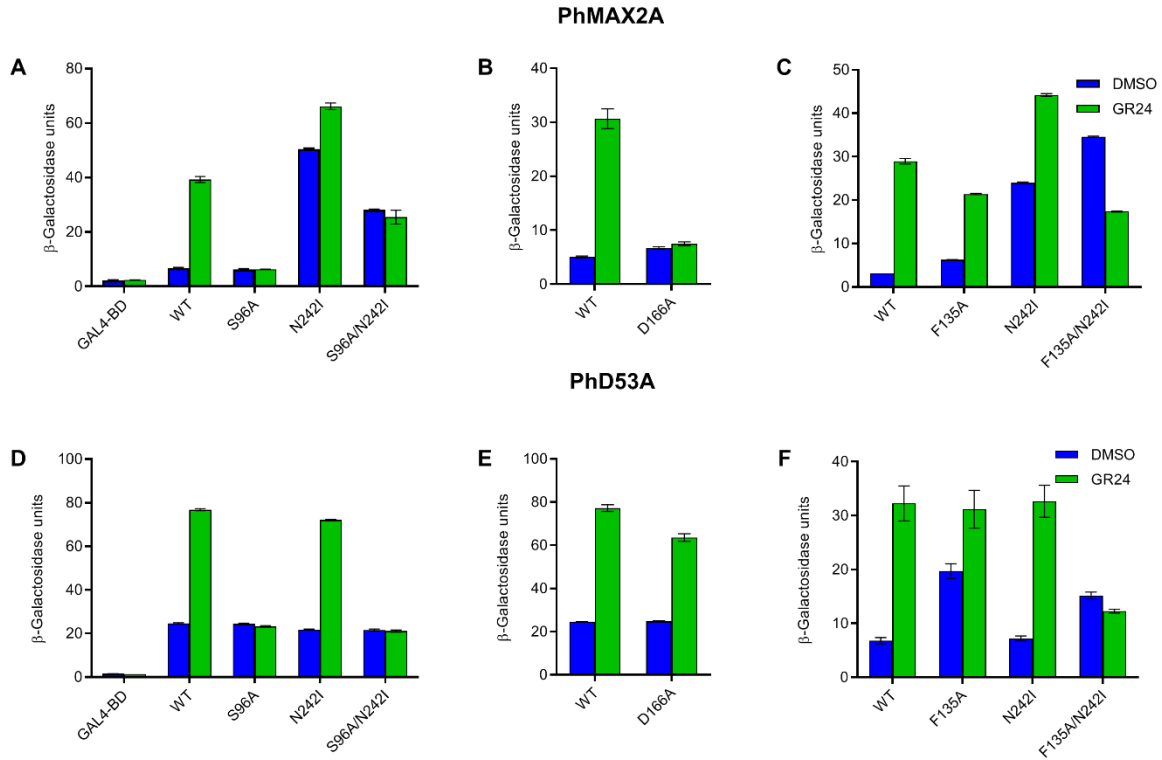 PhMAX2A
A
β-Galactosidase units
80
60
40
20
0
GAL4-BD
WT
S96A
N242I
S96A/N242I
B
β-Galactosidase units
40
30
20
10
0
WT
D166A
C
β-Galactosidase units
50
40
30
20
10
0
WT
F135A
N242I
F135A/N242I
DMSO
GR24
PhD53A
D
β-Galactosidase units
100
80
60
40
20
0
GAL4-BD
WT
S96A
N242I
S96A/N242I
E
β-Galactosidase units
100
80
60
40
20
0
WT
D166A
F
β-Galactosidase units
40
30
20
10
0
WT
F135A
N242I
F135A/N242I
DMSO
GR24